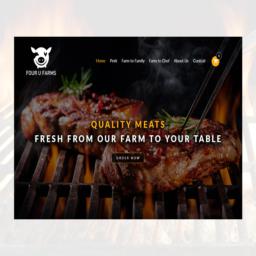 Home Pork Farm to Family Farm to Chef About Us Contact
FOUR U FARMS
QUALITY MEATS
FRESH FROM OUR FARM TO YOUR TABLE
ORDER NOW